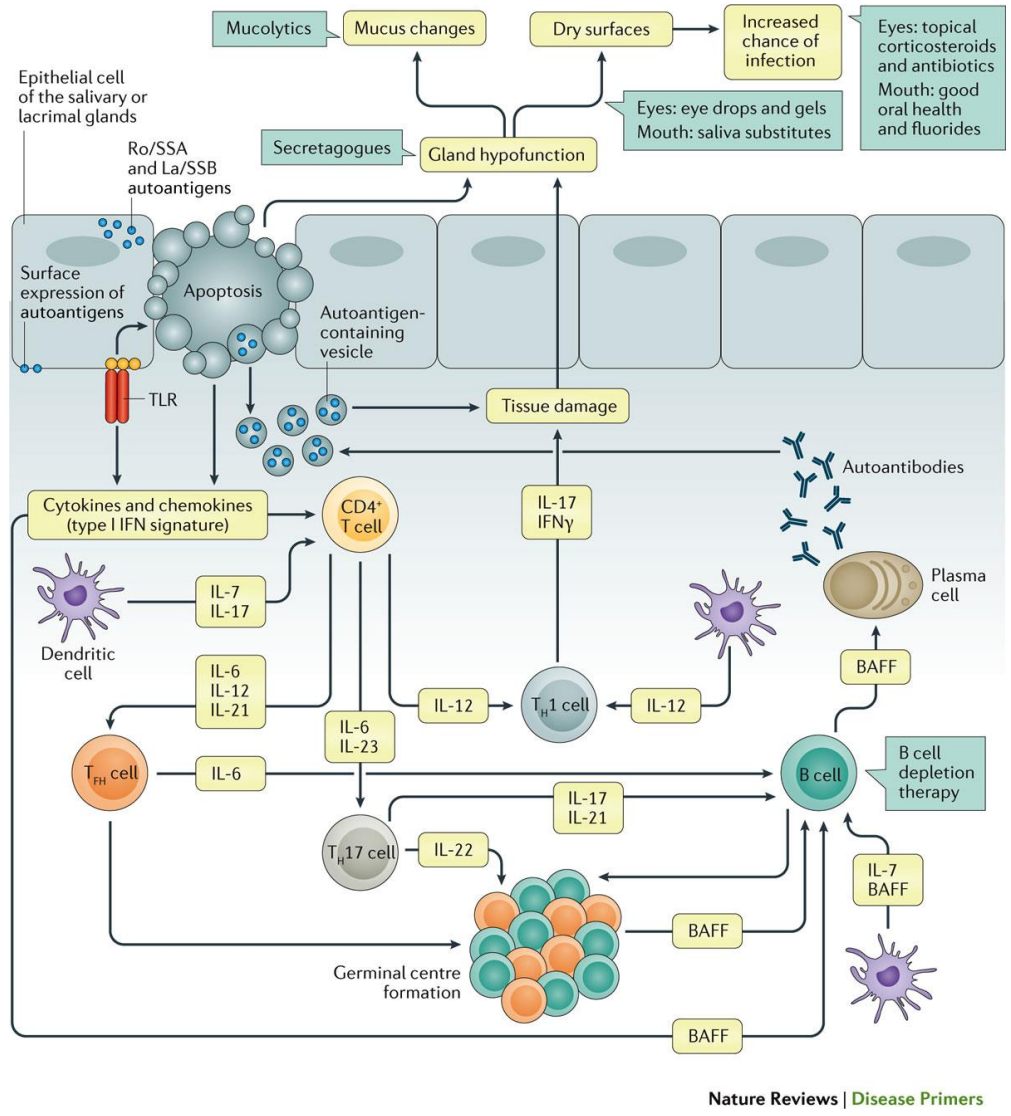 Mucolytics
Mucus changes
Dry surfaces
Increased
chance of
infection
Eyes: topical
corticosteroids
and antibiotics
Mouth: good
oral health
and fluorides
Epithelial cell
of the salivary or
lacrimal glands
Eyes: eye drops and gels
Mouth: saliva substitutes
Secretagogues
Gland hypofunction
Ro/SSA
and La/SSB
autoantigens
Surface
expression of
autoantigens
Apoptosis
Autoantigen-
containing
vesicle
TLR
Tissue damage
Autoantibodies
Cytokines and chemokines
(type I IFN signature)
CD4+
T cell
IL-17
IFNγ
Plasma
cell
IL-7
IL-17
Dendritic
cell
BAFF
IL-6
IL-12
IL-21
IL-12
TH1 cell
IL-12
IL-6
IL-23
TFH cell
IL-6
B cell
B cell
depletion
therapy
IL-17
IL-21
TH17 cell
IL-22
IL-7
BAFF
BAFF
Germinal centre
formation
BAFF
Nature Reviews | Disease Primers